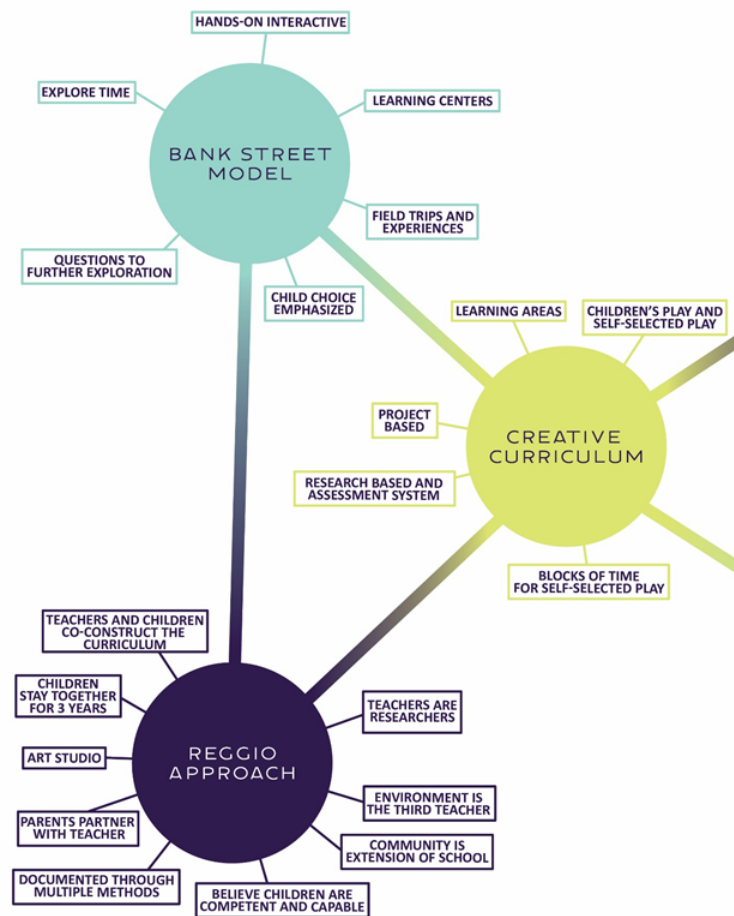 HANDS-ON INTERACTIVE
EXPLORE TIME
LEARNING CENTERS
BANK STREET
MODEL
FIELD TRIPS AND
EXPERIENCES
QUESTIONS TO
FURTHER EXPLORATION
CHILD CHOICE
EMPHASIZED
LEARNING AREAS
CHILDREN'S PLAY AND
SELF-SELECTED PLAY
PROJECT
BASED
CREATIVE
CURRICULUM
RESEARCH BASED AND
ASSESSMENT SYSTEM
BLOCKS OF TIME
FOR SELF-SELECTED PLAY
TEACHERS AND CHILDREN
CO-CONSTRUCT THE
CURRICULUM
CHILDREN
STAY TOGETHER
FOR 3 YEARS
TEACHERS ARE
RESEARCHERS
ART STUDIO
REGGIO
APPROACH
ENVIRONMENT IS
THE THIRD TEACHER
PARENTS PARTNER
WITH TEACHER
COMMUNITY IS
EXTENSION OF SCHOOL
DOCUMENTED THROUGH
MULTIPLE METHODS
BELIEVE CHILDREN ARE
COMPETENT AND CAPABLE